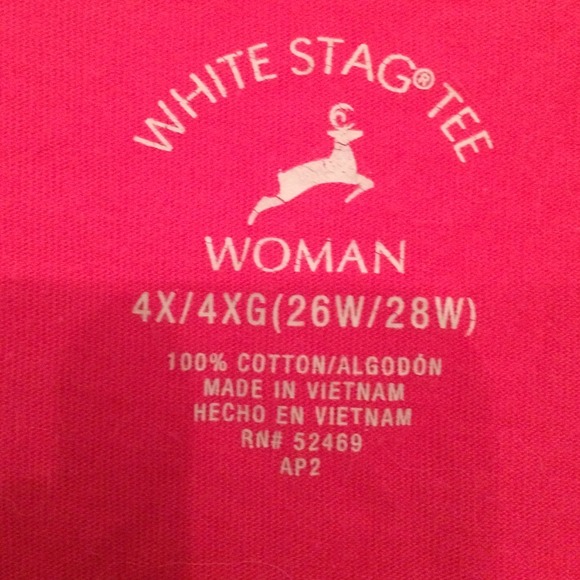 WHITE STAG® TEE
WOMAN
4X/4XG(26W/28W)
100% COTTON/ALGODÓN
MADE IN VIETNAM
HECHO EN VIETNAM
RN# 52469
AP2